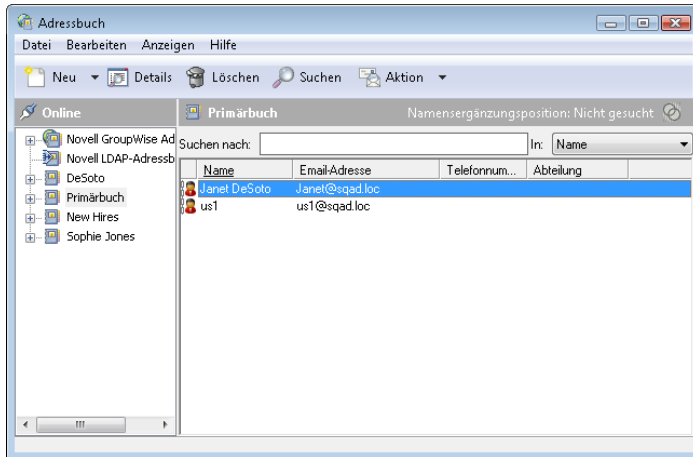 Adressbuch
Datei Bearbeiten Anzeigen Hilfe
Neu Details Löschen Suchen Aktion
Online
Primärbuch Namensergänzungsposition: Nicht gesucht
Novell GroupWise Ad
Novell LDAP-Adressb
DeSoto
Primärbuch
New Hires
Sophie Jones
Suchen nach: In: Name
Name Email-Adresse Telefonnum... Abteilung
Janet DeSoto Janet@sqad.loc
us1 us1@sqad.loc